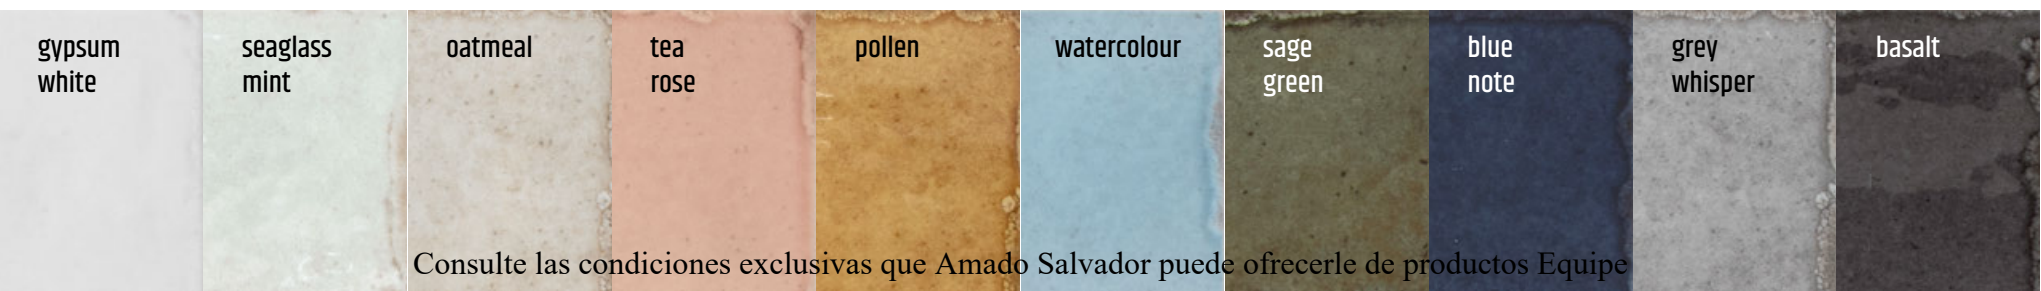 gypsum
white
seaglass
mint
oatmeal
tea
rose
pollen
watercolour
sage
green
blue
note
grey
whisper
basalt
Consulte las condiciones exclusivas que Amado Salvador puede ofrecerle de productos Equipe